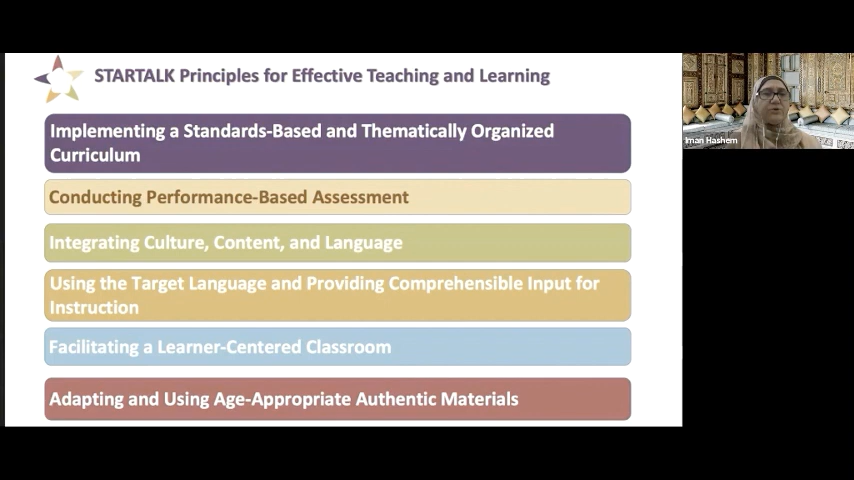 STARTALK Principles for Effective Teaching and Learning
Implementing a Standards-Based and Thematically Organized
Curriculum
Conducting Performance-Based Assessment
Integrating Culture, Content, and Language
Using the Target Language and Providing Comprehensible Input for
Instruction
Facilitating a Learner-Centered Classroom
Adapting and Using Age-Appropriate Authentic Materials
Iman Hashem